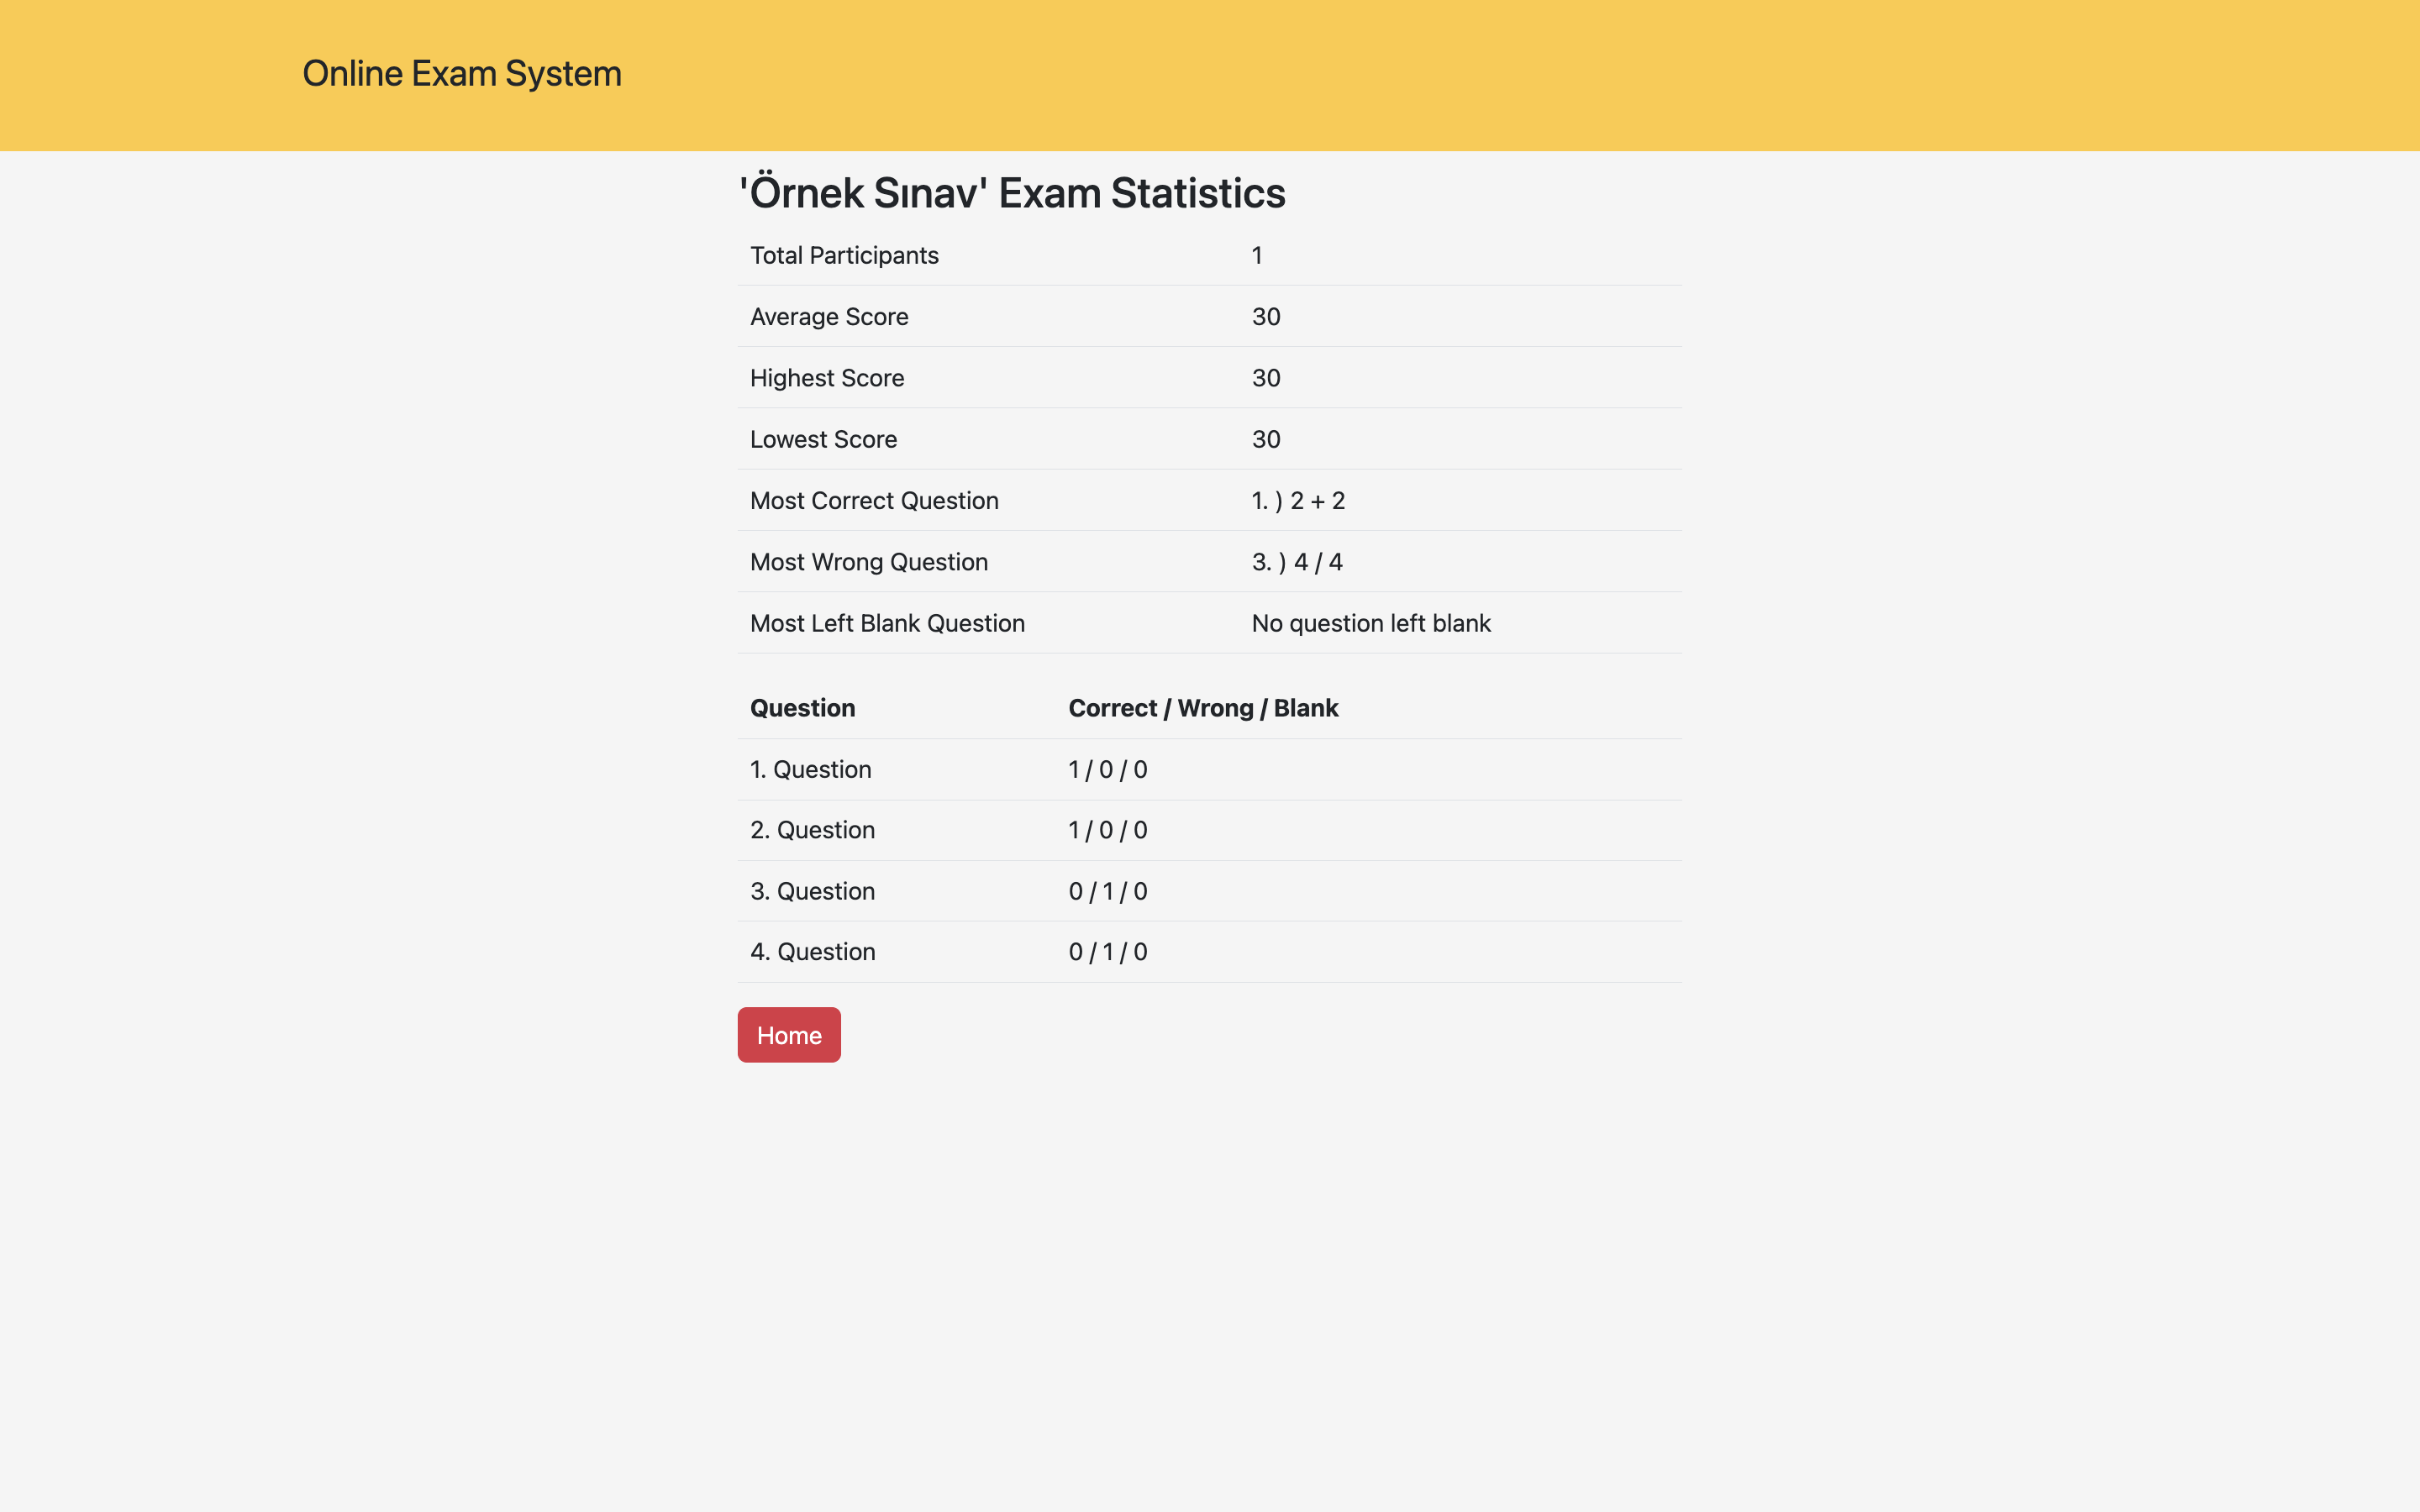 Online Exam System
'Örnek Sınav' Exam Statistics
Total Participants 1
Average Score 30
Highest Score 30
Lowest Score 30
Most Correct Question 1. ) 2 + 2
Most Wrong Question 3. ) 4 / 4
Most Left Blank Question No question left blank
Question Correct / Wrong / Blank
1. Question 1 / 0 / 0
2. Question 1 / 0 / 0
3. Question 0 / 1 / 0
4. Question 0 / 1 / 0
Home